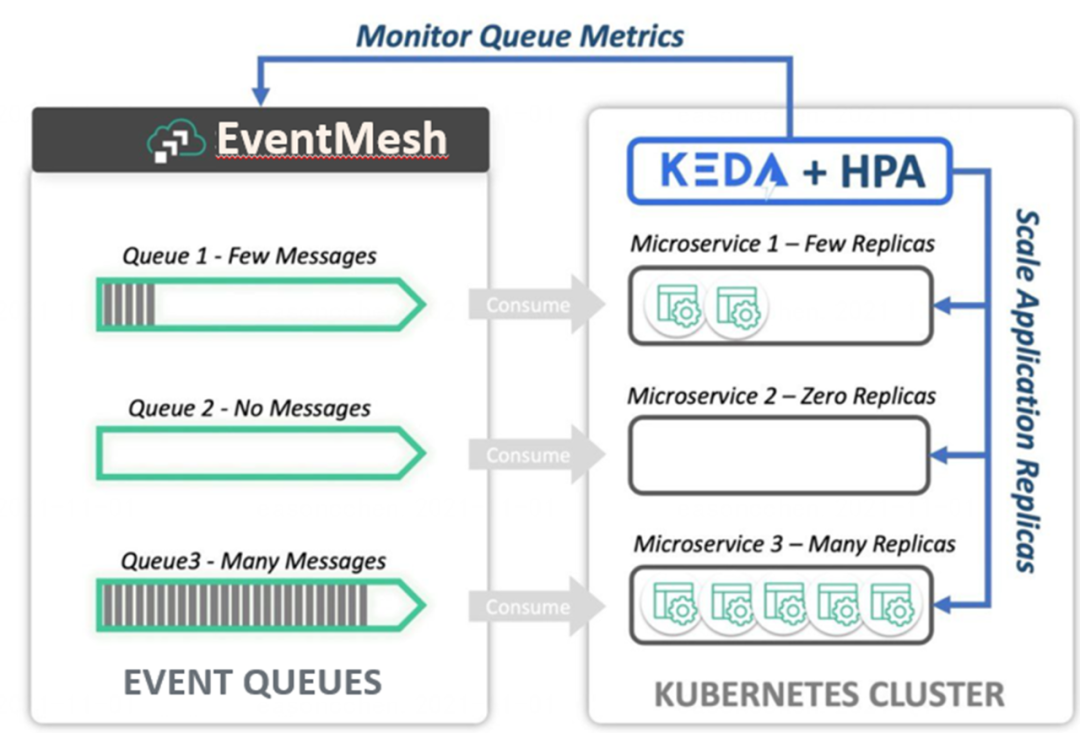 Monitor Queue Metrics
EventMesh
KEDA + HPA
Queue 1 - Few Messages
Consume
Microservice 1 – Few Replicas
Queue 2 - No Messages
Consume
Microservice 2 – Zero Replicas
Queue3 - Many Messages
Consume
Microservice 3 – Many Replicas
Scale Application Replicas
EVENT QUEUES
KUBERNETES CLUSTER